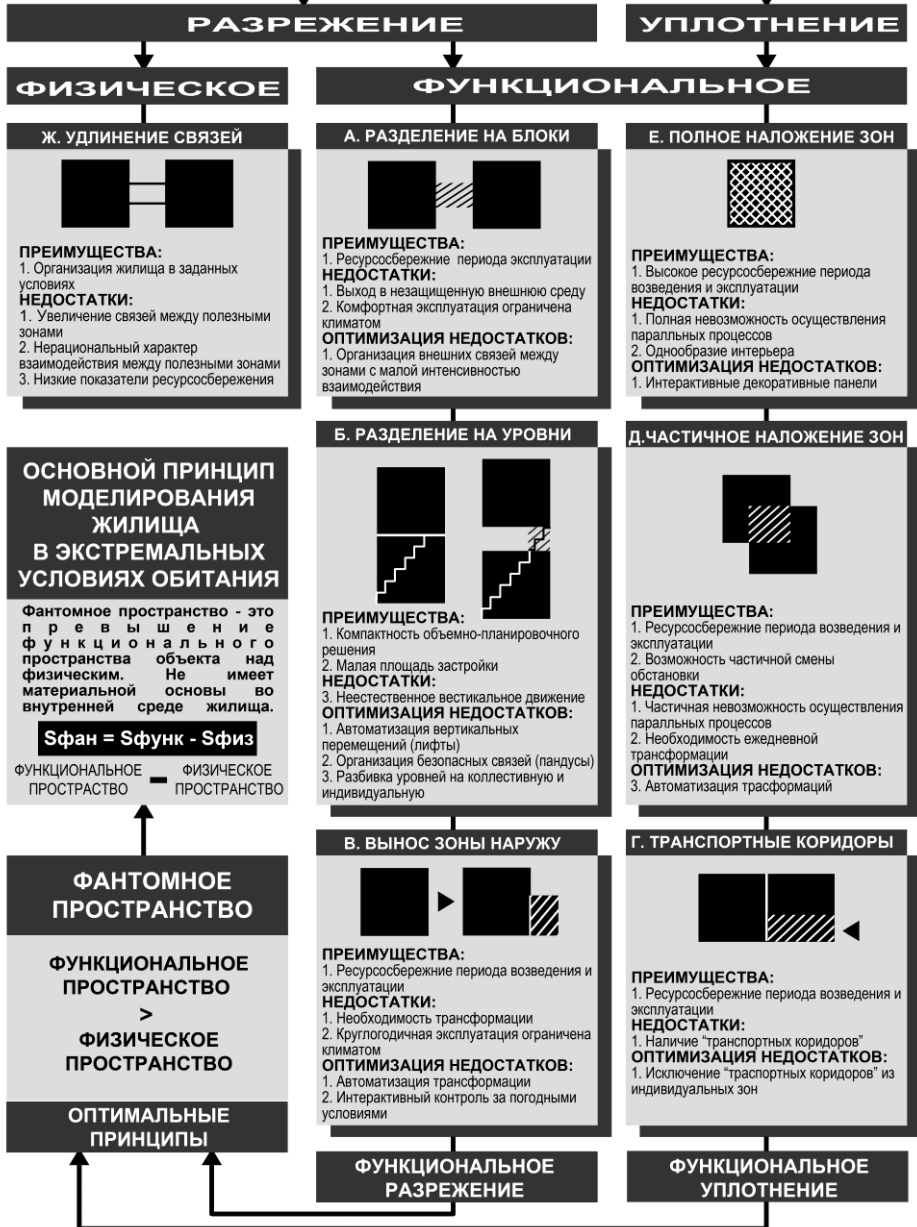 РАЗРЕЖЕНИЕ
УПЛОТНЕНИЕ
ФИЗИЧЕСКОЕ
ФУНКЦИОНАЛЬНОЕ
Ж. УДЛИНЕНИЕ СВЯЗЕЙ
ПРЕИМУЩЕСТВА:
1. Организация жилища в заданных
условиях
НЕДОСТАТКИ:
1. Увеличение связей между полезными
зонами
2. Нерациональный характер
взаимодействия между полезными зонами
3. Низкие показатели ресурсосбережения
ОСНОВНОЙ ПРИНЦИП
МОДЕЛИРОВАНИЯ
ЖИЛИЩА
В ЭКСТРЕМАЛЬНЫХ
УСЛОВИЯХ ОБИТАНИЯ
Фантомное пространство - это
превышение
функционального
пространства объекта над
физическим. Не имеет
материальной основы во
внутренней среде жилища.
Sфан = Sфунк - Sфиз
ФУНКЦИОНАЛЬНОЕ – ФИЗИЧЕСКОЕ
ПРОСТРАСТВО ПРОСТРАНСТВО
ФАНТОМНОЕ
ПРОСТРАНСТВО
ФУНКЦИОНАЛЬНОЕ
ПРОСТРАНСТВО
>
ФИЗИЧЕСКОЕ
ПРОСТРАНСТВО
ОПТИМАЛЬНЫЕ
ПРИНЦИПЫ
А. РАЗДЕЛЕНИЕ НА БЛОКИ
ПРЕИМУЩЕСТВА:
1. Ресурсосбережние периода эксплуатации
НЕДОСТАТКИ:
1. Выход в незащищенную внешнюю среду
2. Комфортная эксплуатация ограничена
климатом
ОПТИМИЗАЦИЯ НЕДОСТАТКОВ:
1. Организация внешних связей между
зонами с малой интенсивностью
взаимодействия
Б. РАЗДЕЛЕНИЕ НА УРОВНИ
ПРЕИМУЩЕСТВА:
1. Компактность объемно-планировочного
решения
2. Малая площадь застройки
НЕДОСТАТКИ:
3. Неестественное вестикальное движение
ОПТИМИЗАЦИЯ НЕДОСТАТКОВ:
1. Автоматизация вертикальных
перемещений (лифты)
2. Организация безопасных связей (пандусы)
3. Разбивка уровней на коллестивную и
индивидуальную
В. ВЫНОС ЗОНЫ НАРУЖУ
ПРЕИМУЩЕСТВА:
1. Ресурсосбережние периода возведения и
эксплуатации
НЕДОСТАТКИ:
1. Необходимость трансформации
2. Круглогодичная эксплуатация ограничена
климатом
ОПТИМИЗАЦИЯ НЕДОСТАТКОВ:
1. Автоматизация трансформации
2. Интерактивный контроль за погодными
условиями
ФУНКЦИОНАЛЬНОЕ
РАЗРЕЖЕНИЕ
Е. ПОЛНОЕ НАЛОЖЕНИЕ ЗОН
ПРЕИМУЩЕСТВА:
1. Высокое ресурсосбережние периода
возведения и эксплуатации
НЕДОСТАТКИ:
1. Полная невозможность осуществления
паралльных процессов
2. Однообразие интерьера
ОПТИМИЗАЦИЯ НЕДОСТАТКОВ:
1. Интерактивные декоративные панели
Д.ЧАСТИЧНОЕ НАЛОЖЕНИЕ ЗОН
ПРЕИМУЩЕСТВА:
1. Ресурсосбережние периода возведения и
эксплуатации
2. Возможность частичной смены
обстановки
НЕДОСТАТКИ:
1. Частичная невозможность осуществления
паралльных процессов
2. Необходимость ежедневной
трансформации
ОПТИМИЗАЦИЯ НЕДОСТАТКОВ:
3. Автоматизация трасформаций
Г. ТРАНСПОРТНЫЕ КОРИДОРЫ
ПРЕИМУЩЕСТВА:
1. Ресурсосбережние периода возведения и
эксплуатации
НЕДОСТАТКИ:
1. Наличие “транспортных коридоров”
ОПТИМИЗАЦИЯ НЕДОСТАТКОВ:
1. Исключение “траспортных коридоров” из
индивидуальных зон
ФУНКЦИОНАЛЬНОЕ
УПЛОТНЕНИЕ